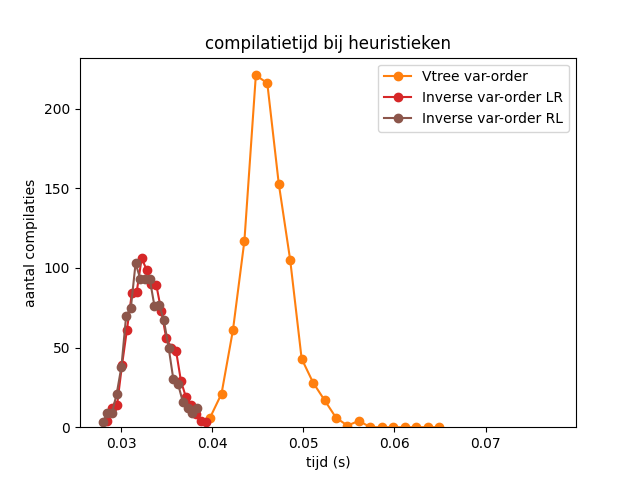 compilatietijd bij heuristieken
Vtree var-order
Inverse var-order LR
Inverse var-order RL
aantal compilaties
200
150
100
50
0
0.03 0.04 0.05 0.06 0.07
tijd (s)